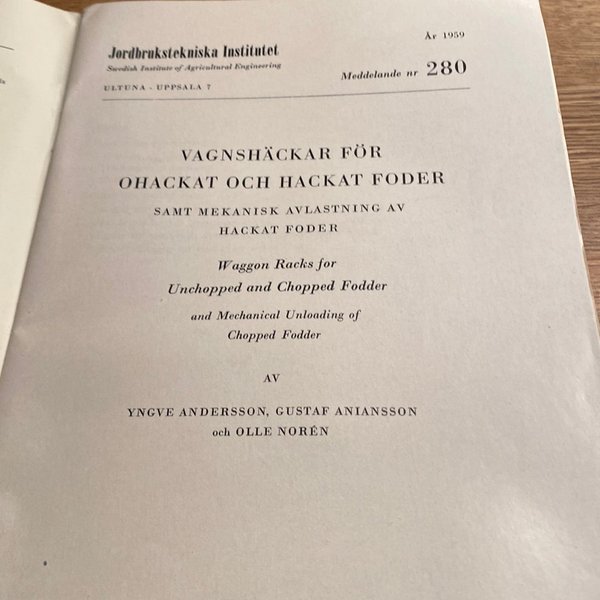 År 1959
Jordbrukstekniska Institutet
Swedish Institute of Agricultural Engineering
Meddelande nr 280
ULTUNA - UPPSALA 7
VAGNSHÄCKAR FÖR
OHACKAT OCH HACKAT FODER
SAMT MEKANISK AVLASTNING AV
HACKAT FODER
Waggon Racks for
Unchopped and Chopped Fodder
and Mechanical Unloading of
Chopped Fodder
AV
YNGVE ANDERSSON, GUSTAF ANIANSSON
och OLLE NORÉN